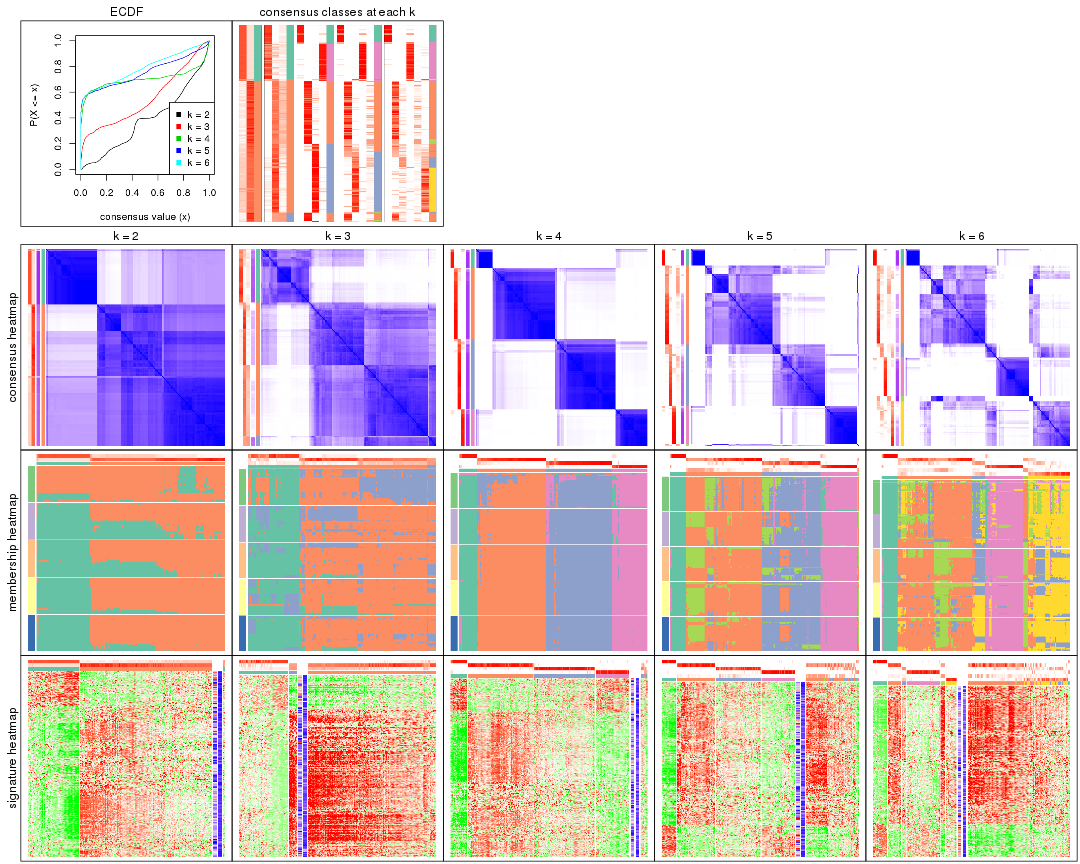 ECDF
consensus classes at each k
P(X <= x)
0.0 0.2 0.4 0.6 0.8 1.0
k = 2
k = 3
k = 4
k = 5
k = 6
0.0 0.2 0.4 0.6 0.8 1.0
consensus value (x)
k = 2
k = 3
k = 4
k = 5
k = 6
consensus heatmap
membership heatmap
signature heatmap